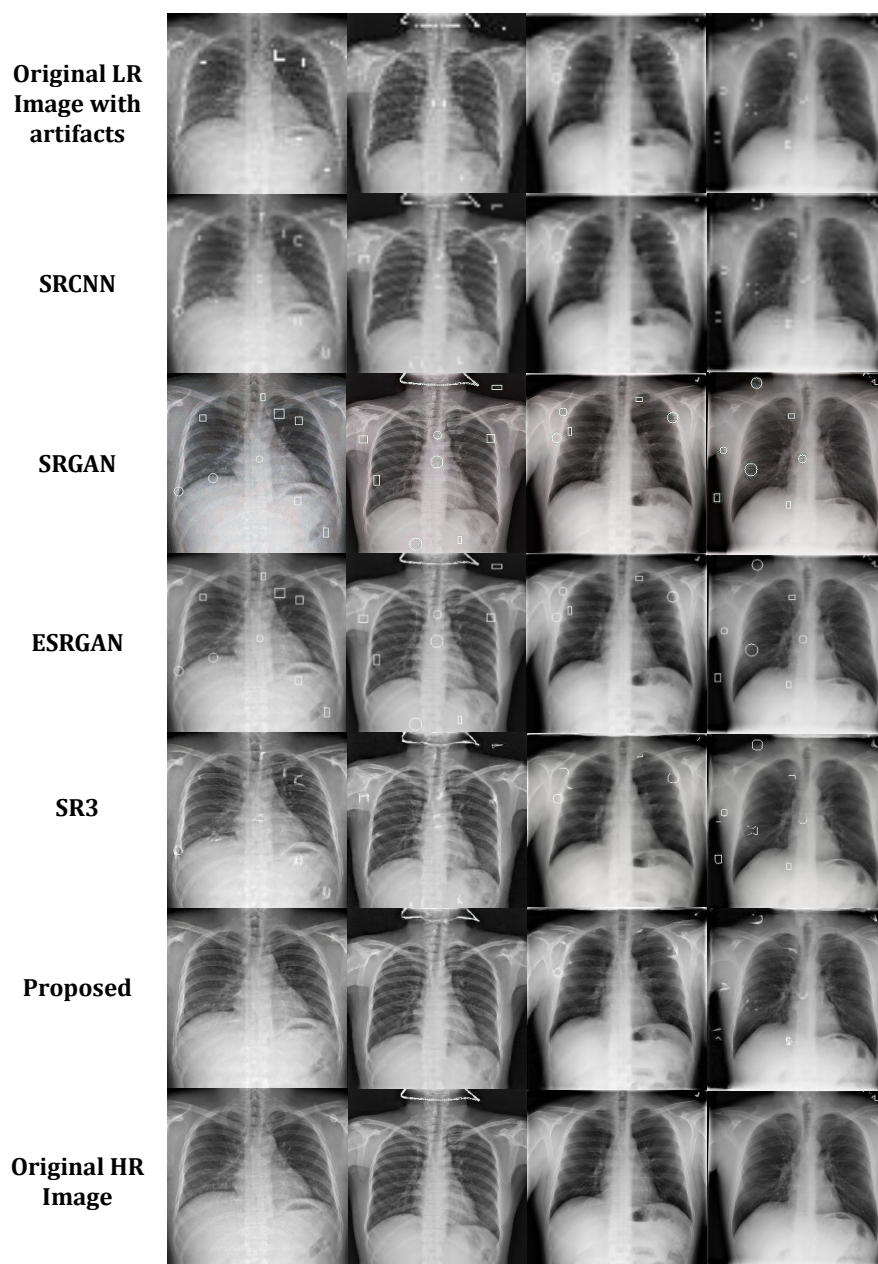 Original LR
Image with
artifacts
SRCNN
SRGAN
ESRGAN
SR3
Proposed
Original HR
Image